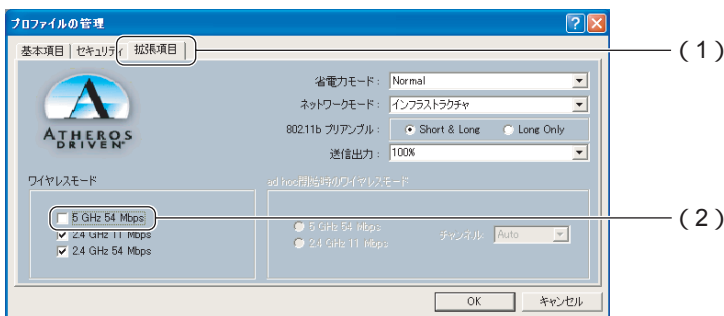 プロファイルの管理
基本項目 セキュリティ 拡張項目
(1)
省電力モード: Normal
ネットワークモード: インフラストラクチャ
802.11b プリアンブル: Short & Long Long Only
送信出力: 100%
ATHEROS
DRIVEN
ワイヤレスモード
5 GHz 54 Mbps
2.4 GHz 11 Mbps
2.4 GHz 54 Mbps
(2)
ad hoc開始時のワイヤレスモード
5 GHz 54 Mbps
2.4 GHz 11 Mbps
チャンネル: Auto
OK キャンセル